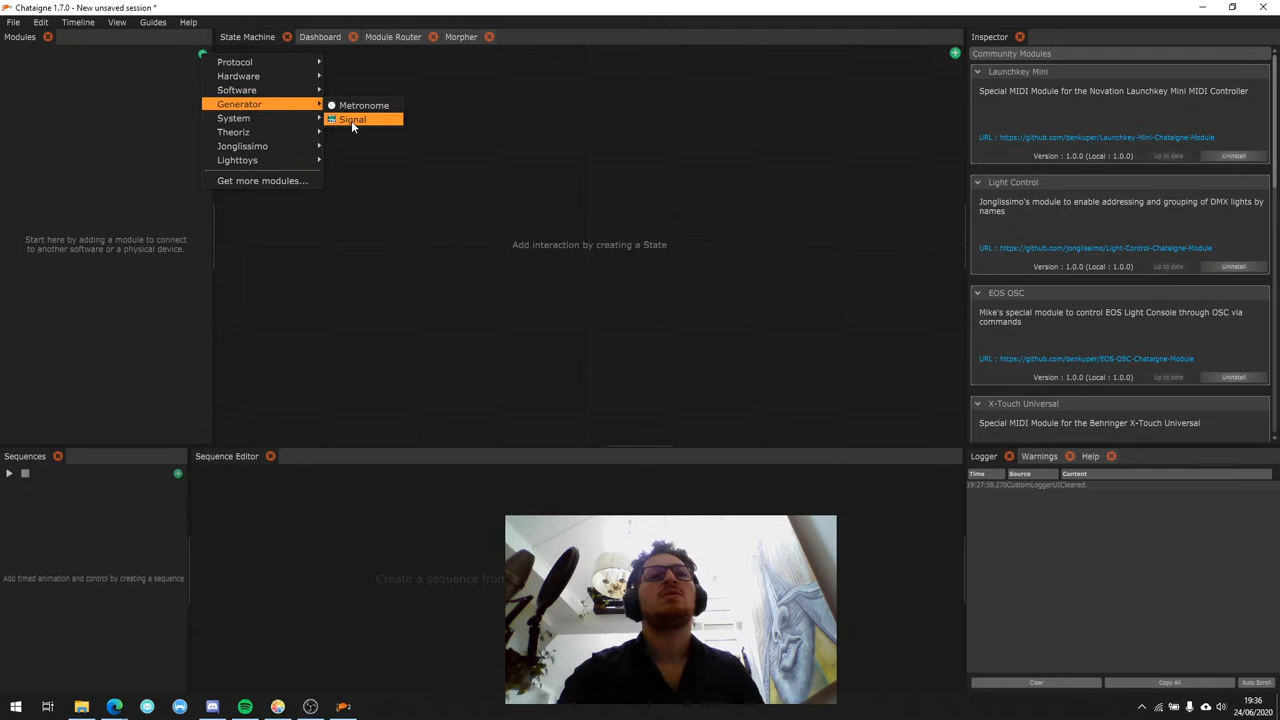 Chataigne 1.7.0 - New unsaved session *
File Edit Timeline View Guides Help
Modules
State Machine Dashboard Module Router Morpher
Inspector
Protocol
Hardware
Software
Generator
System
Theoriz
Jonglissimo
Lighttoys
Get more modules...
Metronome
Signal
Start here by adding a module to connect
to another software or a physical device.
Add interaction by creating a State
Community Modules
Launchkey Mini
Special MIDI Module for the Novation Launchkey Mini MIDI Controller
URL : https://github.com/benkuper/Launchkey-Mini-Chataigne-Module
Version : 1.0.0 (Local : 1.0.0) Up to date Uninstall
Light Control
Jonglissimo's module to enable addressing and grouping of DMX lights by
names
URL : https://github.com/jonglissimo/Light-Control-Chataigne-Module
Version : 1.0.0 (Local : 1.0.0) Up to date Uninstall
EOS OSC
Mike's special module to control EOS Light Console through OSC via
commands
URL : https://github.com/benkuper/EOS-OSC-Chataigne-Module
Version : 1.0.0 (Local : 1.0.0) Up to date Uninstall
X-Touch Universal
Special MIDI Module for the Behringer X-Touch Universal
Sequences
Sequence Editor
Add timed animation and control by creating a sequence
Create a sequence from
Logger Warnings Help
Time Source Content
19:27:58.270 CustomLoggerUI Cleared.
Clear Copy All Auto Scroll
19:36
24/06/2020